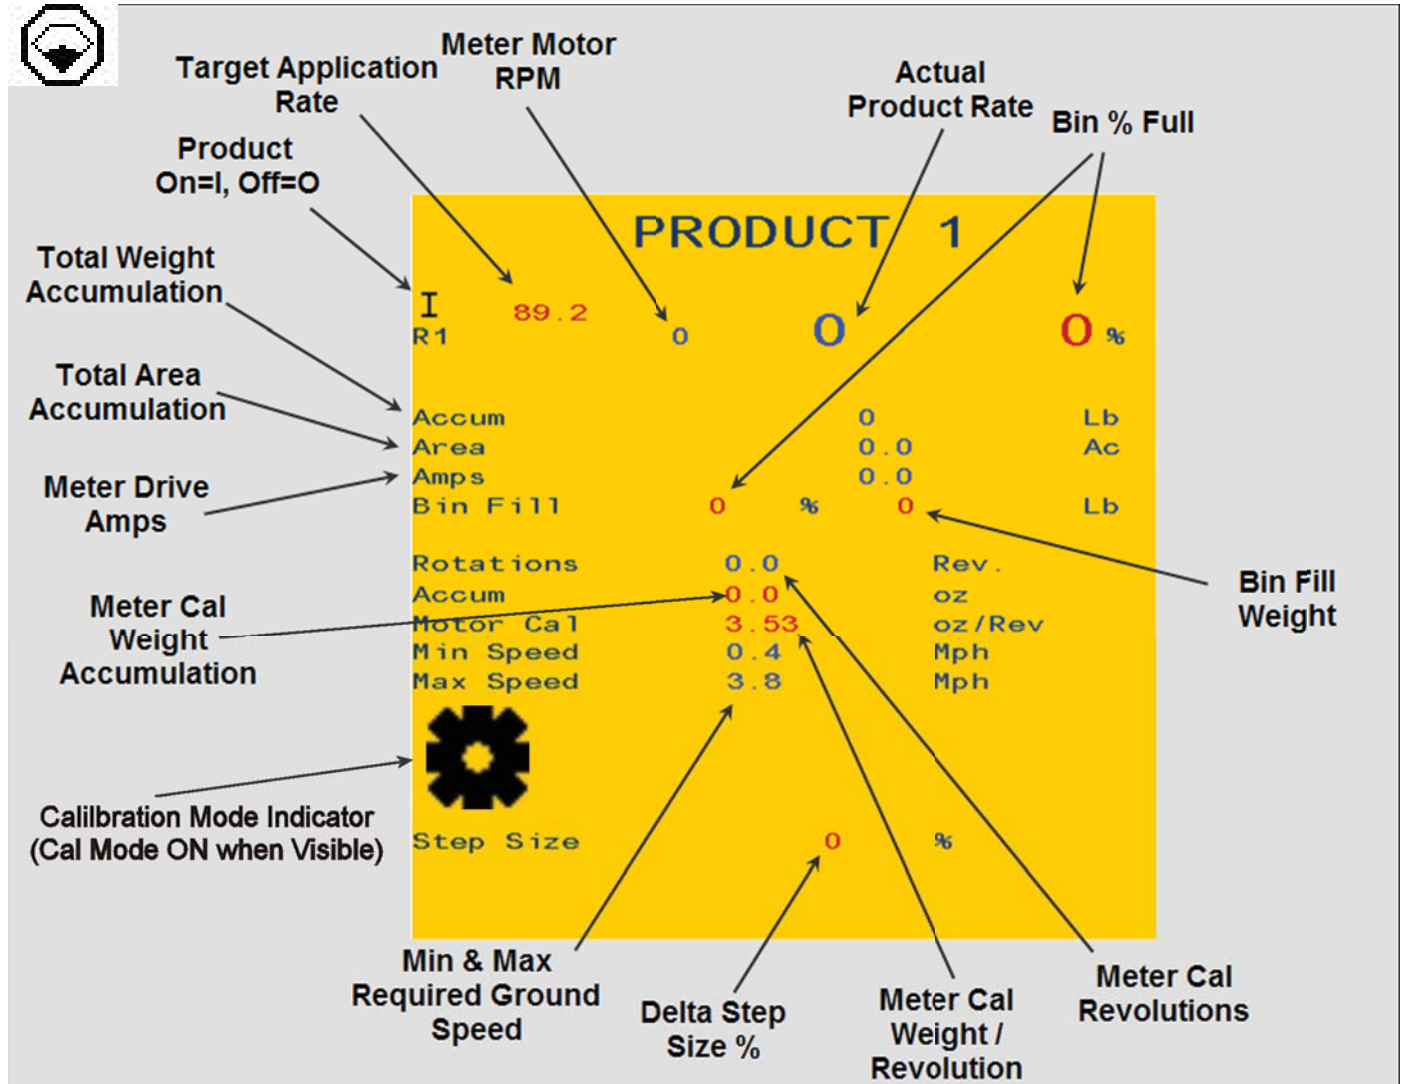 Meter Motor
RPM
Target Application
Rate
Actual
Product Rate
Bin % Full
Product
On=I, Off=O
Total Weight
Accumulation
Total Area
Accumulation
Meter Drive
Amps
Meter Cal
Weight
Accumulation
Calilbration Mode Indicator
(Cal Mode ON when Visible)
PRODUCT 1
I 89.2
R1 0 0 0 %
Accum 0 Lb
Area 0.0 Ac
Amps 0.0
Bin Fill 0 % 0 Lb
Rotations 0.0 Rev.
Accum 0.0 oz
Motor Cal 3.53 oz/Rev
Min Speed 0.4 Mph
Max Speed 3.8 Mph
Step Size 0 %
Bin Fill
Weight
Min & Max
Required Ground
Speed
Delta Step
Size %
Meter Cal
Weight /
Revolution
Meter Cal
Revolutions